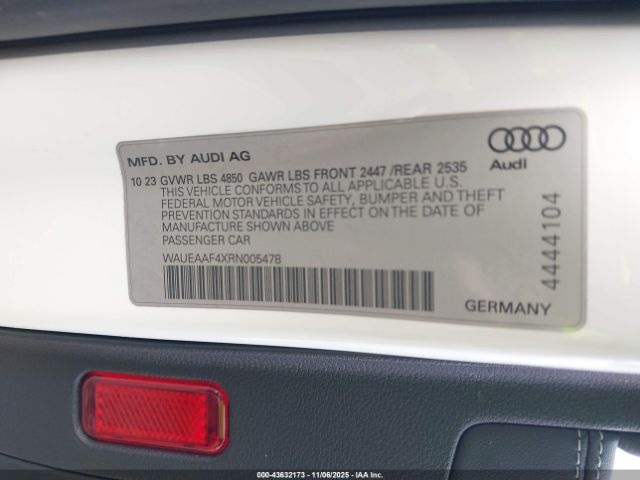 MFD. BY AUDI AG
Audi
10 23 GVWR LBS 4850 GAWR LBS FRONT 2447 /REAR 2535
THIS VEHICLE CONFORMS TO ALL APPLICABLE U.S.
FEDERAL MOTOR VEHICLE SAFETY, BUMPER AND THEFT
PREVENTION STANDARDS IN EFFECT ON THE DATE OF
MANUFACTURE SHOWN ABOVE
PASSENGER CAR
WAUEAAF4XRN005478
4444104
GERMANY
000-43632173 - 11/06/2025 - IAAI.com